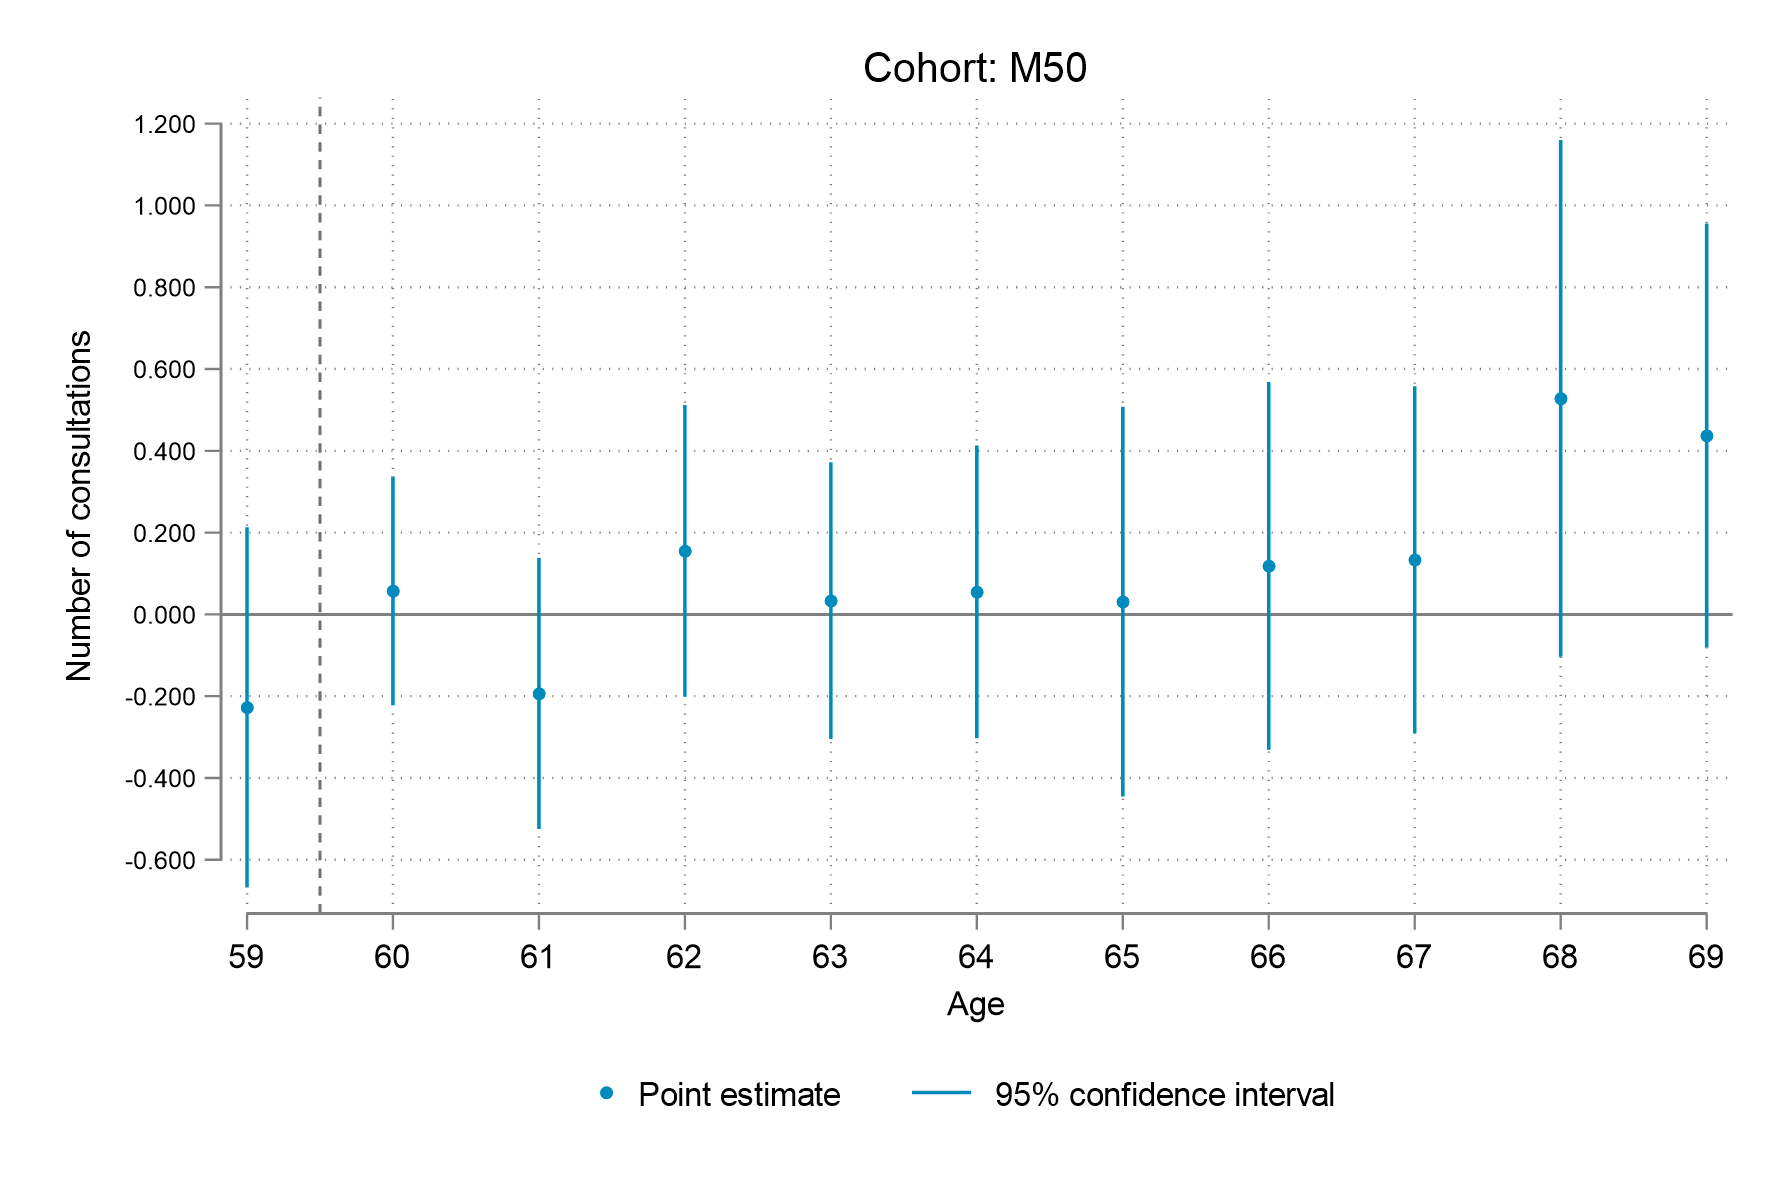 Cohort: M50
Number of consultations
1.200
1.000
0.800
0.600
0.400
0.200
0.000
-0.200
-0.400
-0.600
59 60 61 62 63 64 65 66 67 68 69
Age
Point estimate 95% confidence interval